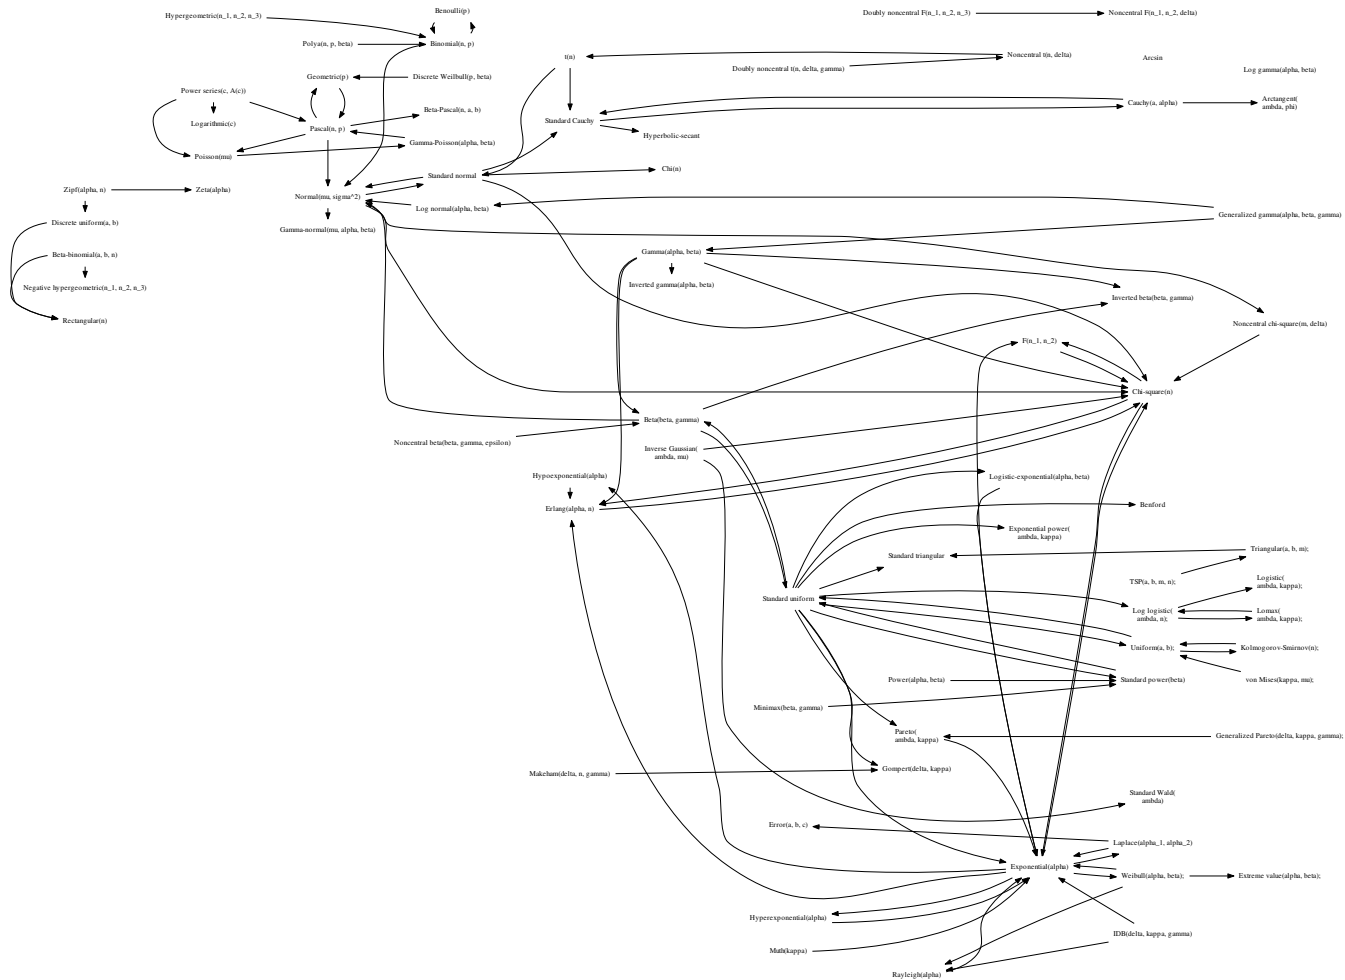 Benoulli(p)
Hypergeometric(n_1, n_2, n_3)
Doubly noncentral F(n_1, n_2, n_3)
Noncentral F(n_1, n_2, delta)
Polya(n, p, beta)
Binomial(n, p)
t(n)
Noncentral t(n, delta)
Arcsin
Doubly noncentral t(n, delta, gamma)
Log gamma(alpha, beta)
Geometric(p)
Discrete Weilbull(p, beta)
Power series(c, A(c))
Beta-Pascal(n, a, b)
Cauchy(a, alpha)
Arctangent(
ambda, phi)
Logarithmic(c)
Standard Cauchy
Pascal(n, p)
Hyperbolic-secant
Gamma-Poisson(alpha, beta)
Poisson(mu)
Chi(n)
Standard normal
Zipf(alpha, n)
Zeta(alpha)
Normal(mu, sigma^2)
Log normal(alpha, beta)
Generalized gamma(alpha, beta, gamma)
Discrete uniform(a, b)
Gamma-normal(mu, alpha, beta)
Gamma(alpha, beta)
Beta-binomial(a, b, n)
Inverted gamma(alpha, beta)
Negative hypergeometric(n_1, n_2, n_3)
Inverted beta(beta, gamma)
Rectangular(n)
Noncentral chi-square(m, delta)
F(n_1, n_2)
Chi-square(n)
Beta(beta, gamma)
Noncentral beta(beta, gamma, epsilon)
Inverse Gaussian(
ambda, mu)
Hypoexponential(alpha)
Logistic-exponential(alpha, beta)
Erlang(alpha, n)
Benford
Exponential power(
ambda, kappa)
Standard triangular
Triangular(a, b, m);
TSP(a, b, m, n);
Logistic(
ambda, kappa);
Standard uniform
Log logistic(
ambda, n);
Lomax(
ambda, kappa);
Uniform(a, b);
Kolmogorov-Smirnov(n);
Power(alpha, beta)
Standard power(beta)
von Mises(kappa, mu);
Minimax(beta, gamma)
Pareto(
ambda, kappa)
Generalized Pareto(delta, kappa, gamma);
Makeham(delta, n, gamma)
Gompert(delta, kappa)
Standard Wald(
ambda)
Error(a, b, c)
Laplace(alpha_1, alpha_2)
Exponential(alpha)
Weibull(alpha, beta);
Extreme value(alpha, beta);
Hyperexponential(alpha)
IDB(delta, kappa, gamma)
Muth(kappa)
Rayleigh(alpha)